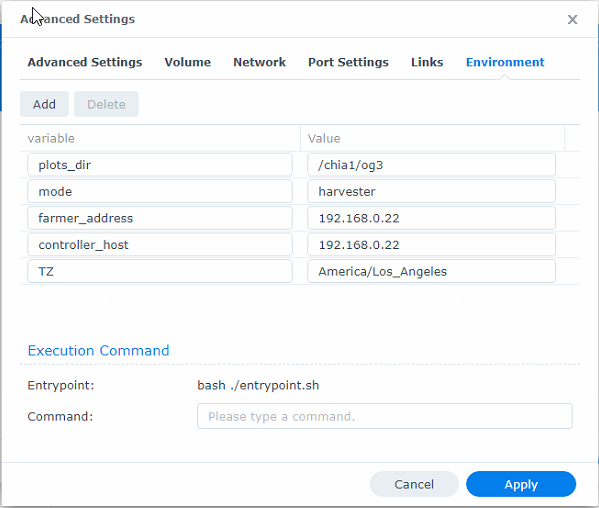 Advanced Settings
Advanced Settings Volume Network Port Settings Links Environment
Add Delete
variable Value
plots_dir /chia1/og3
mode harvester
farmer_address 192.168.0.22
controller_host 192.168.0.22
TZ America/Los_Angeles
Execution Command
Entrypoint: bash ./entrypoint.sh
Command: Please type a command.
Cancel Apply